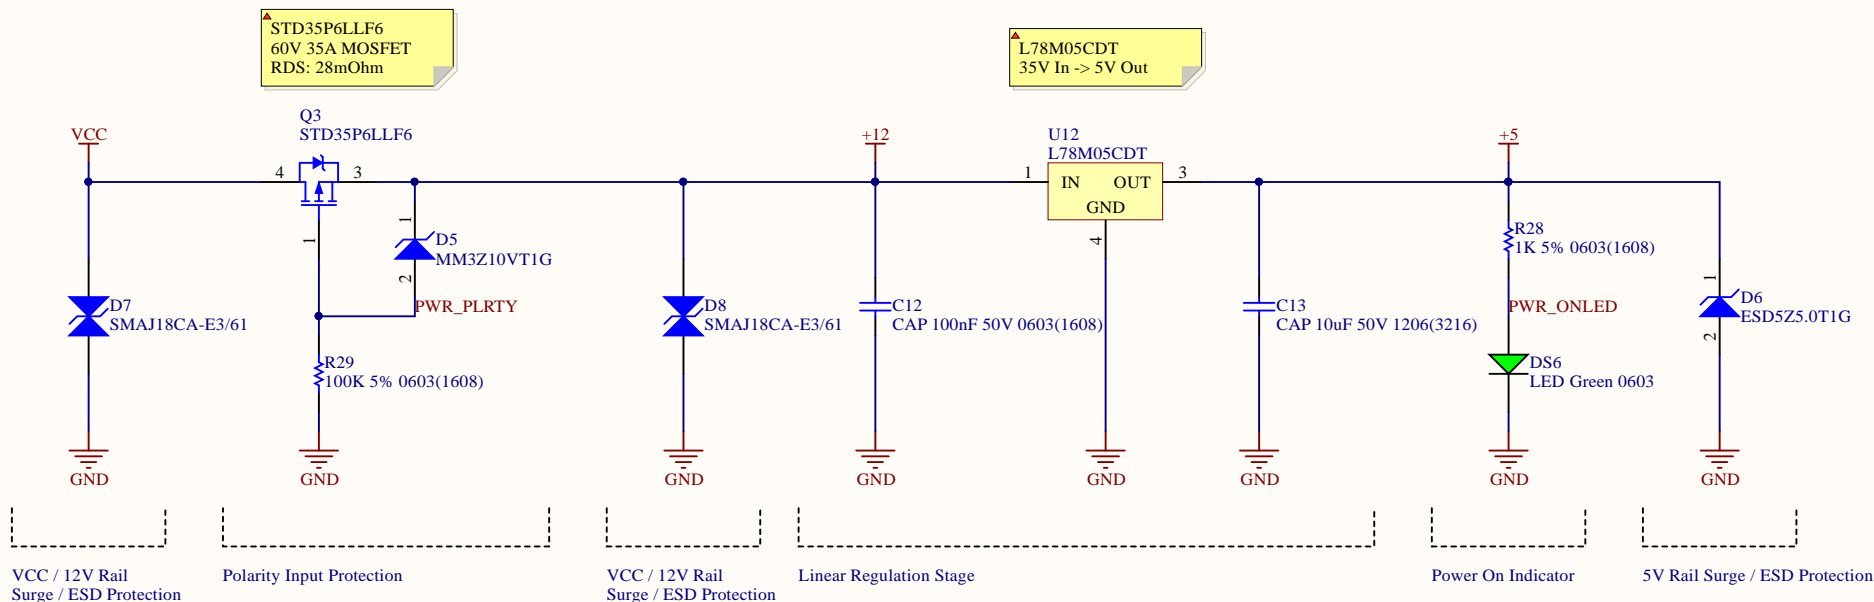 STD35P6LLF6
60V 35A MOSFET
RDS: 28mOhm
L78M05CDT
35V In -> 5V Out
Q3
STD35P6LLF6
VCC
+12
U12
L78M05CDT
+5
4
3
1
IN
OUT
GND
3
1
1
2
D5
MM3Z10VT1G
PWR_PLRTY
4
R28
1K 5% 0603(1608)
PWR_ONLED
1
2
D6
ESD5Z5.0T1G
D7
SMAJ18CA-E3/61
D8
SMAJ18CA-E3/61
C12
CAP 100nF 50V 0603(1608)
C13
CAP 10uF 50V 1206(3216)
R29
100K 5% 0603(1608)
DS6
LED Green 0603
GND
GND
GND
GND
GND
GND
GND
GND
VCC / 12V Rail
Surge / ESD Protection
Polarity Input Protection
VCC / 12V Rail
Surge / ESD Protection
Linear Regulation Stage
Power On Indicator
5V Rail Surge / ESD Protection